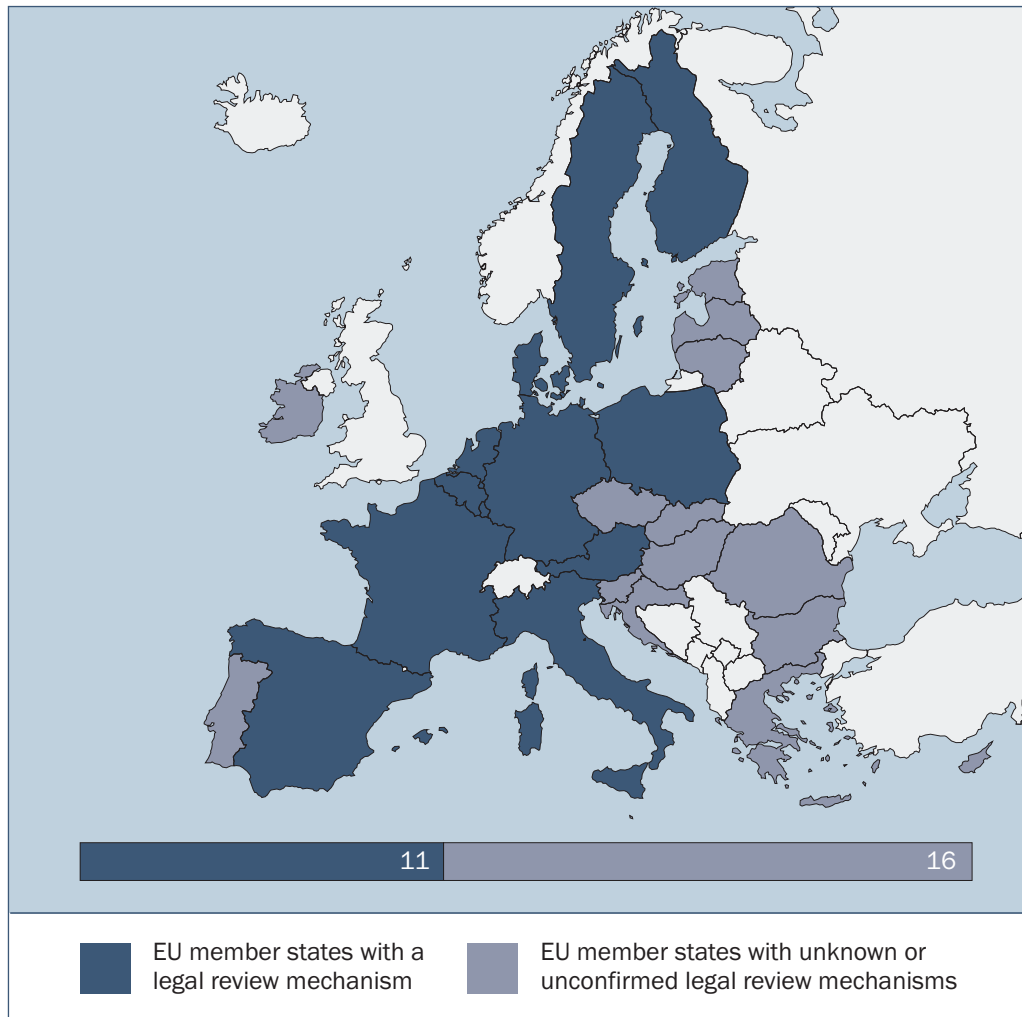 11
16
EU member states with a
legal review mechanism
EU member states with unknown or
unconfirmed legal review mechanisms